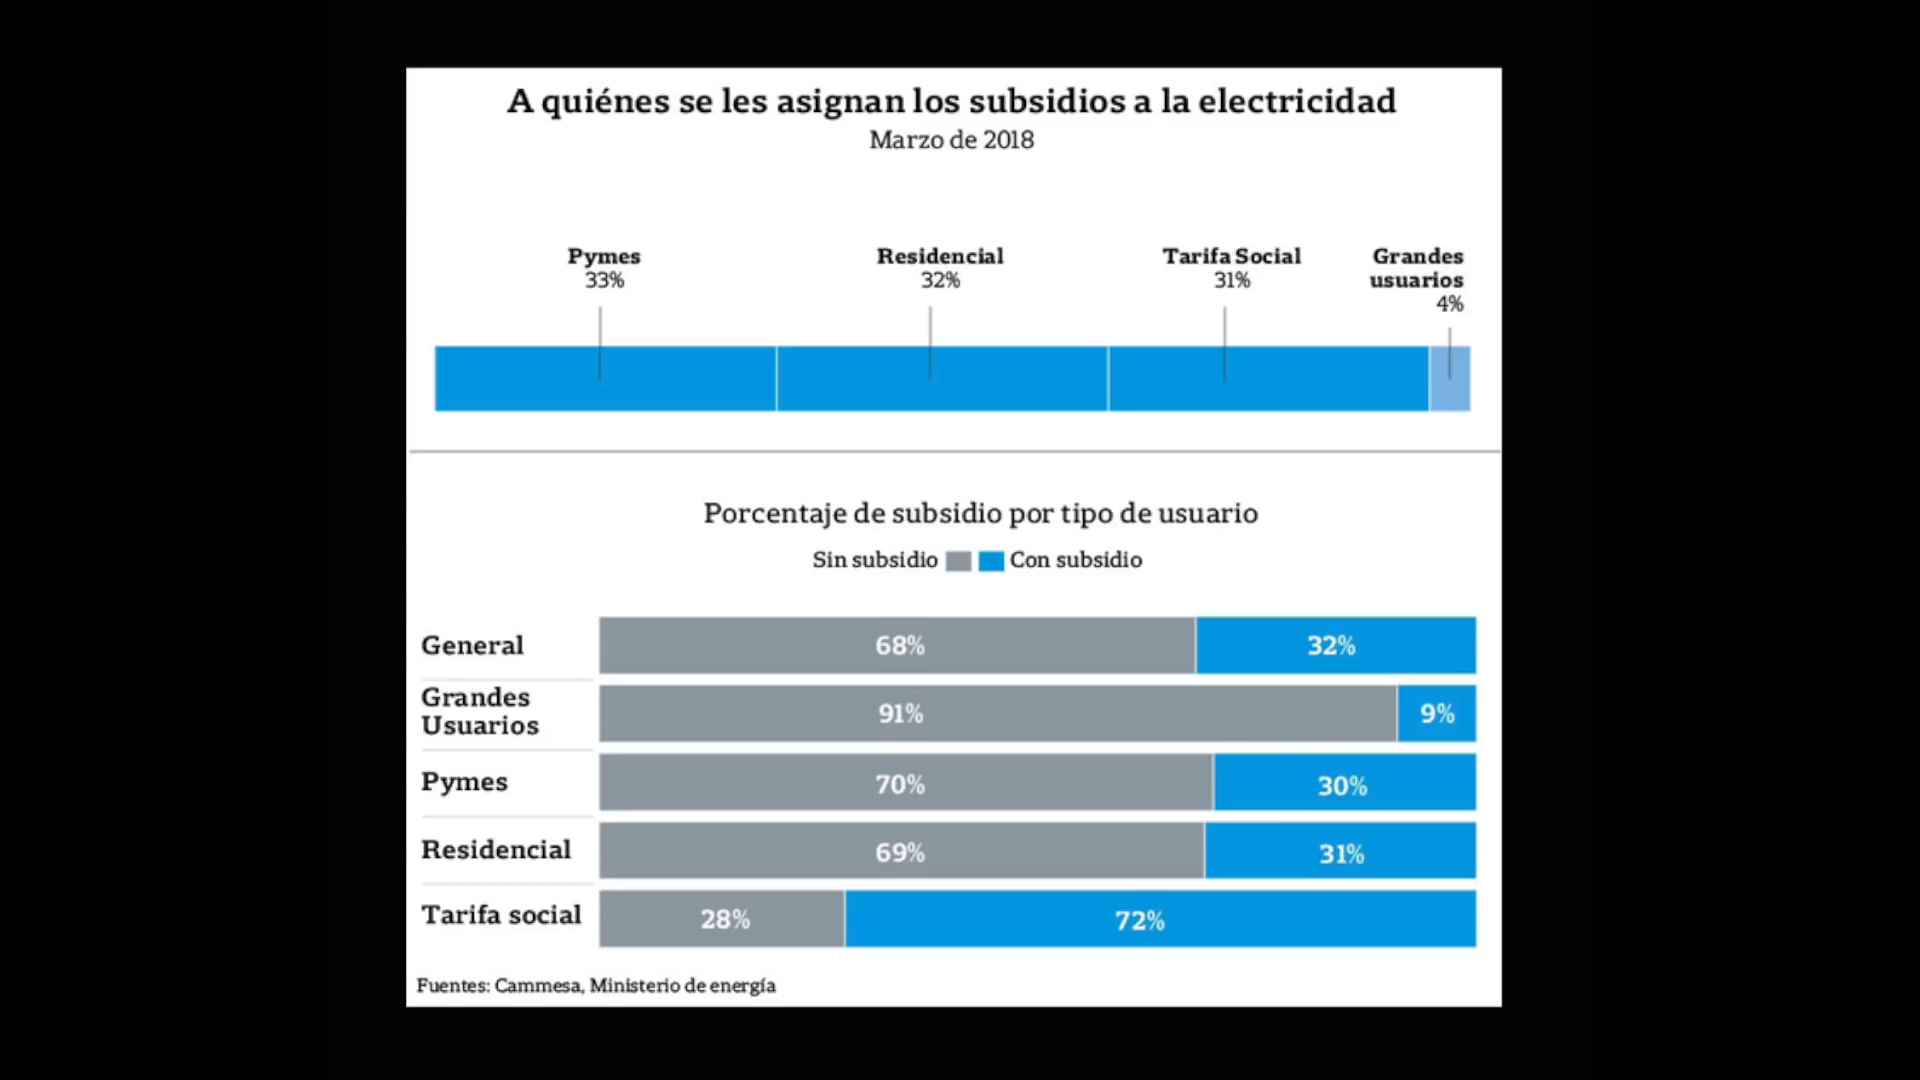 A quiénes se les asignan los subsidios a la electricidad
Marzo de 2018
Pymes
33%
Residencial
32%
Tarifa Social
31%
Grandes
usuarios
4%
Porcentaje de subsidio por tipo de usuario
Sin subsidio Con subsidio
General 68% 32%
Grandes
Usuarios 91% 9%
Pymes 70% 30%
Residencial 69% 31%
Tarifa social 28% 72%
Fuentes: Cammesa, Ministerio de energía